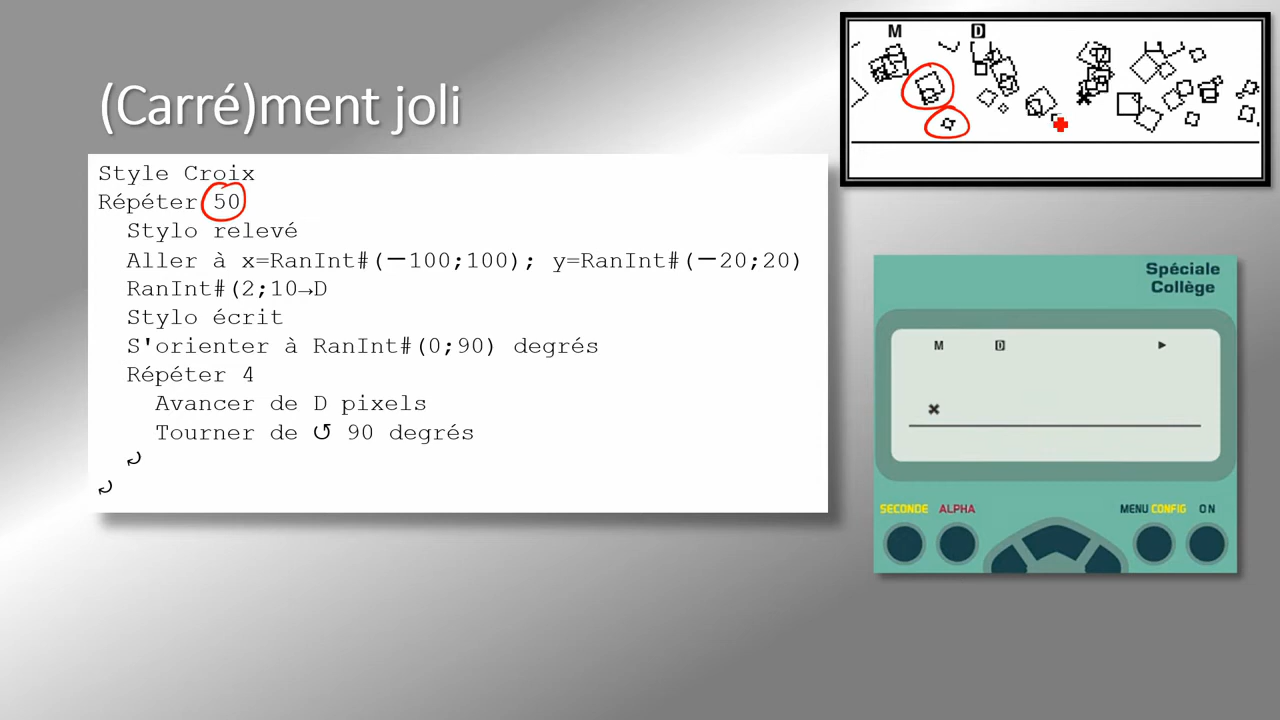 (Carré)ment joli
Style Croix
Répéter 50
Stylo relevé
Aller à x=RanInt#(−100;100); y=RanInt#(−20;20)
RanInt#(2;10→D
Stylo écrit
S'orienter à RanInt#(0;90) degrés
Répéter 4
Avancer de D pixels
Tourner de ↺ 90 degrés
⤶
⤶
M D
Spéciale
Collège
M D
SECONDE ALPHA MENU CONFIG ON